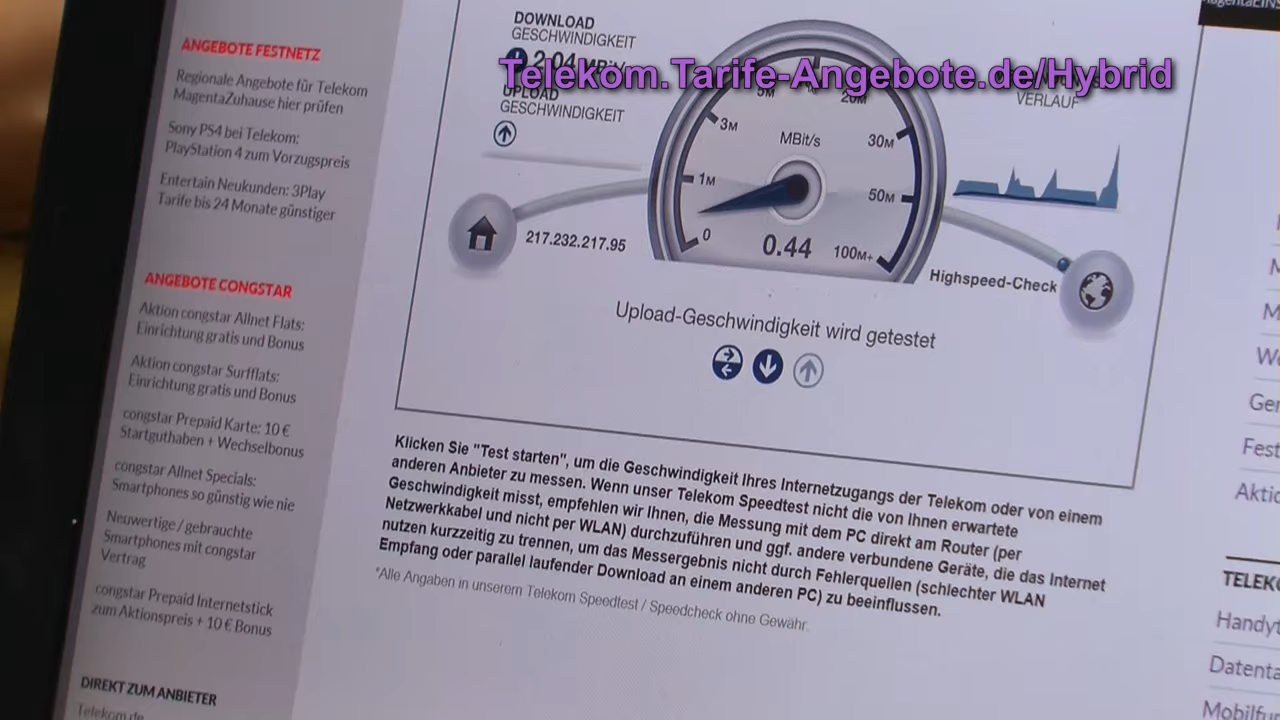 Telekom.Tarife-Angebote.de/Hybrid
ANGEBOTE FESTNETZ
Regionale Angebote für Telekom
MagentaZuhause hier prüfen
Sony PS4 bei Telekom:
PlayStation 4 zum Vorzugspreis
Entertain Neukunden: 3Play
Tarife bis 24 Monate günstiger
ANGEBOTE CONGSTAR
Aktion congstar Allnet Flats:
Einrichtung gratis und Bonus
Aktion congstar Surfflats:
Einrichtung gratis und Bonus
congstar Prepaid Karte: 10 €
Startguthaben + Wechselbonus
congstar Allnet Specials:
Smartphones so günstig wie nie
Neuwertige / gebrauchte
Smartphones mit congstar
Vertrag
congstar Prepaid Internetstick
zum Aktionspreis + 10 € Bonus
DIREKT ZUM ANBIETER
Telekom.de
DOWNLOAD
GESCHWINDIGKEIT
2.04
UPLOAD
GESCHWINDIGKEIT
217.232.217.95
0
1M
3M
5M
20M
30M
50M
100M+
MBit/s
0.44
VERLAUF
Highspeed-Check
Upload-Geschwindigkeit wird getestet
Klicken Sie "Test starten", um die Geschwindigkeit Ihres Internetzugangs der Telekom oder von einem
anderen Anbieter zu messen. Wenn unser Telekom Speedtest nicht die von Ihnen erwartete
Geschwindigkeit misst, empfehlen wir Ihnen, die Messung mit dem PC direkt am Router (per
Netzwerkkabel und nicht per WLAN) durchzuführen und ggf. andere verbundene Geräte, die das Internet
nutzen kurzzeitig zu trennen, um das Messergebnis nicht durch Fehlerquellen (schlechter WLAN
Empfang oder parallel laufender Download an einem anderen PC) zu beeinflussen.
*Alle Angaben in unserem Telekom Speedtest / Speedcheck ohne Gewähr.